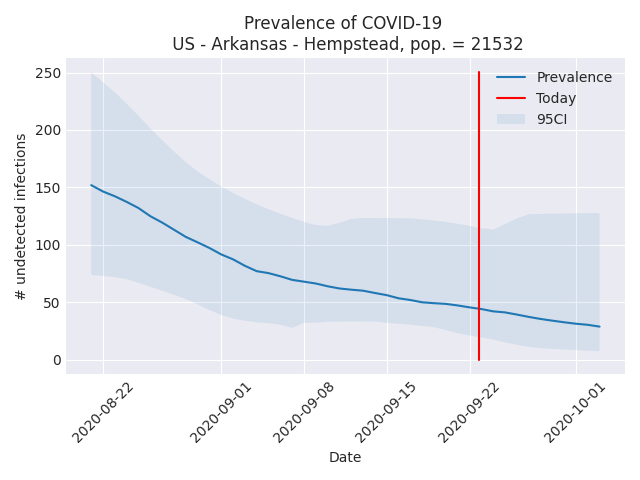 Prevalence of COVID-19
US - Arkansas - Hempstead, pop. = 21532
250
200
150
100
50
0
# undetected infections
Prevalence
Today
95CI
2020-08-22
2020-09-01
2020-09-08
2020-09-15
2020-09-22
2020-10-01
Date